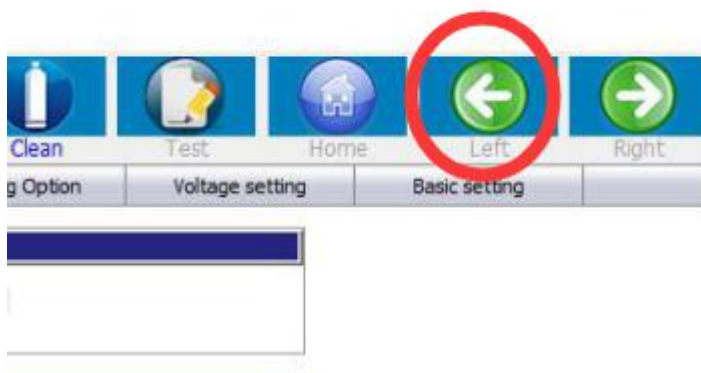 Clean Test Home Left Right
g Option Voltage setting Basic setting